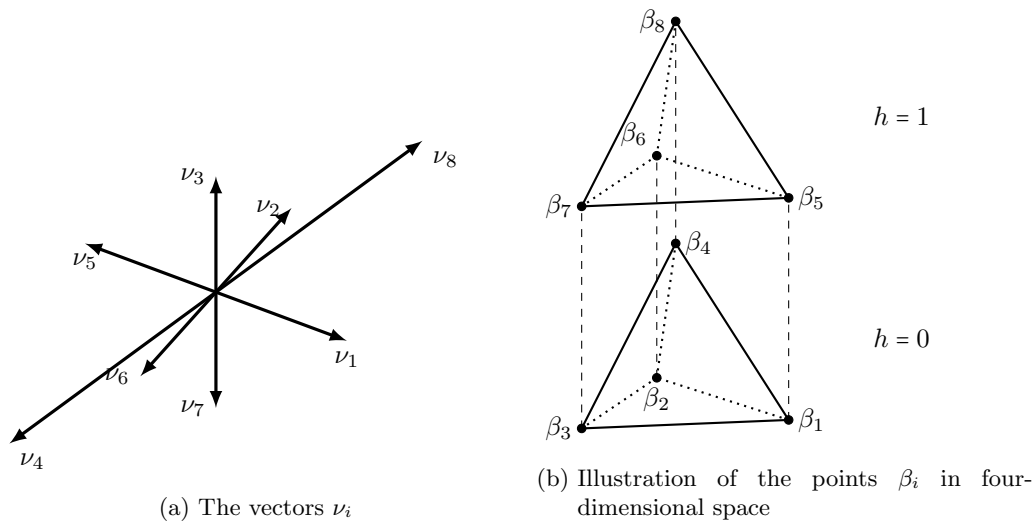 ν₈
ν₃
ν₂
ν₅
ν₁
ν₆
ν₇
ν₄
(a) The vectors νᵢ
β₈
h = 1
β₆
β₇
β₅
β₄
h = 0
β₂
β₃
β₁
(b) Illustration of the points βᵢ in four-
dimensional space